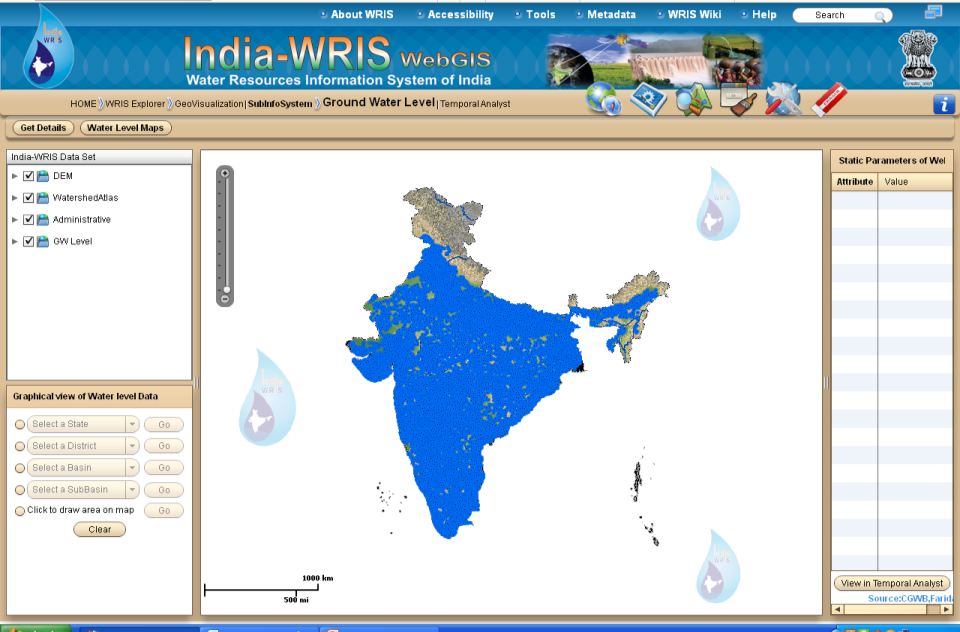 About WRIS Accessibility Tools Metadata WRIS Wiki Help Search
India-WRIS WebGIS
Water Resources Information System of India
HOME WRIS Explorer GeoVisualization| SubInfoSystem Ground Water Level | Temporal Analyst
Get Details Water Level Maps
India-WRIS Data Set
DEM
WatershedAtlas
Administrative
GW Level
Graphical view of Water level Data
Select a State Go
Select a District Go
Select a Basin Go
Select a SubBasin Go
Click to draw area on map Go
Clear
1000 km
500 mi
Static Parameters of Wel
Attribute Value
View in Temporal Analyst
Source:CGWB,Farida